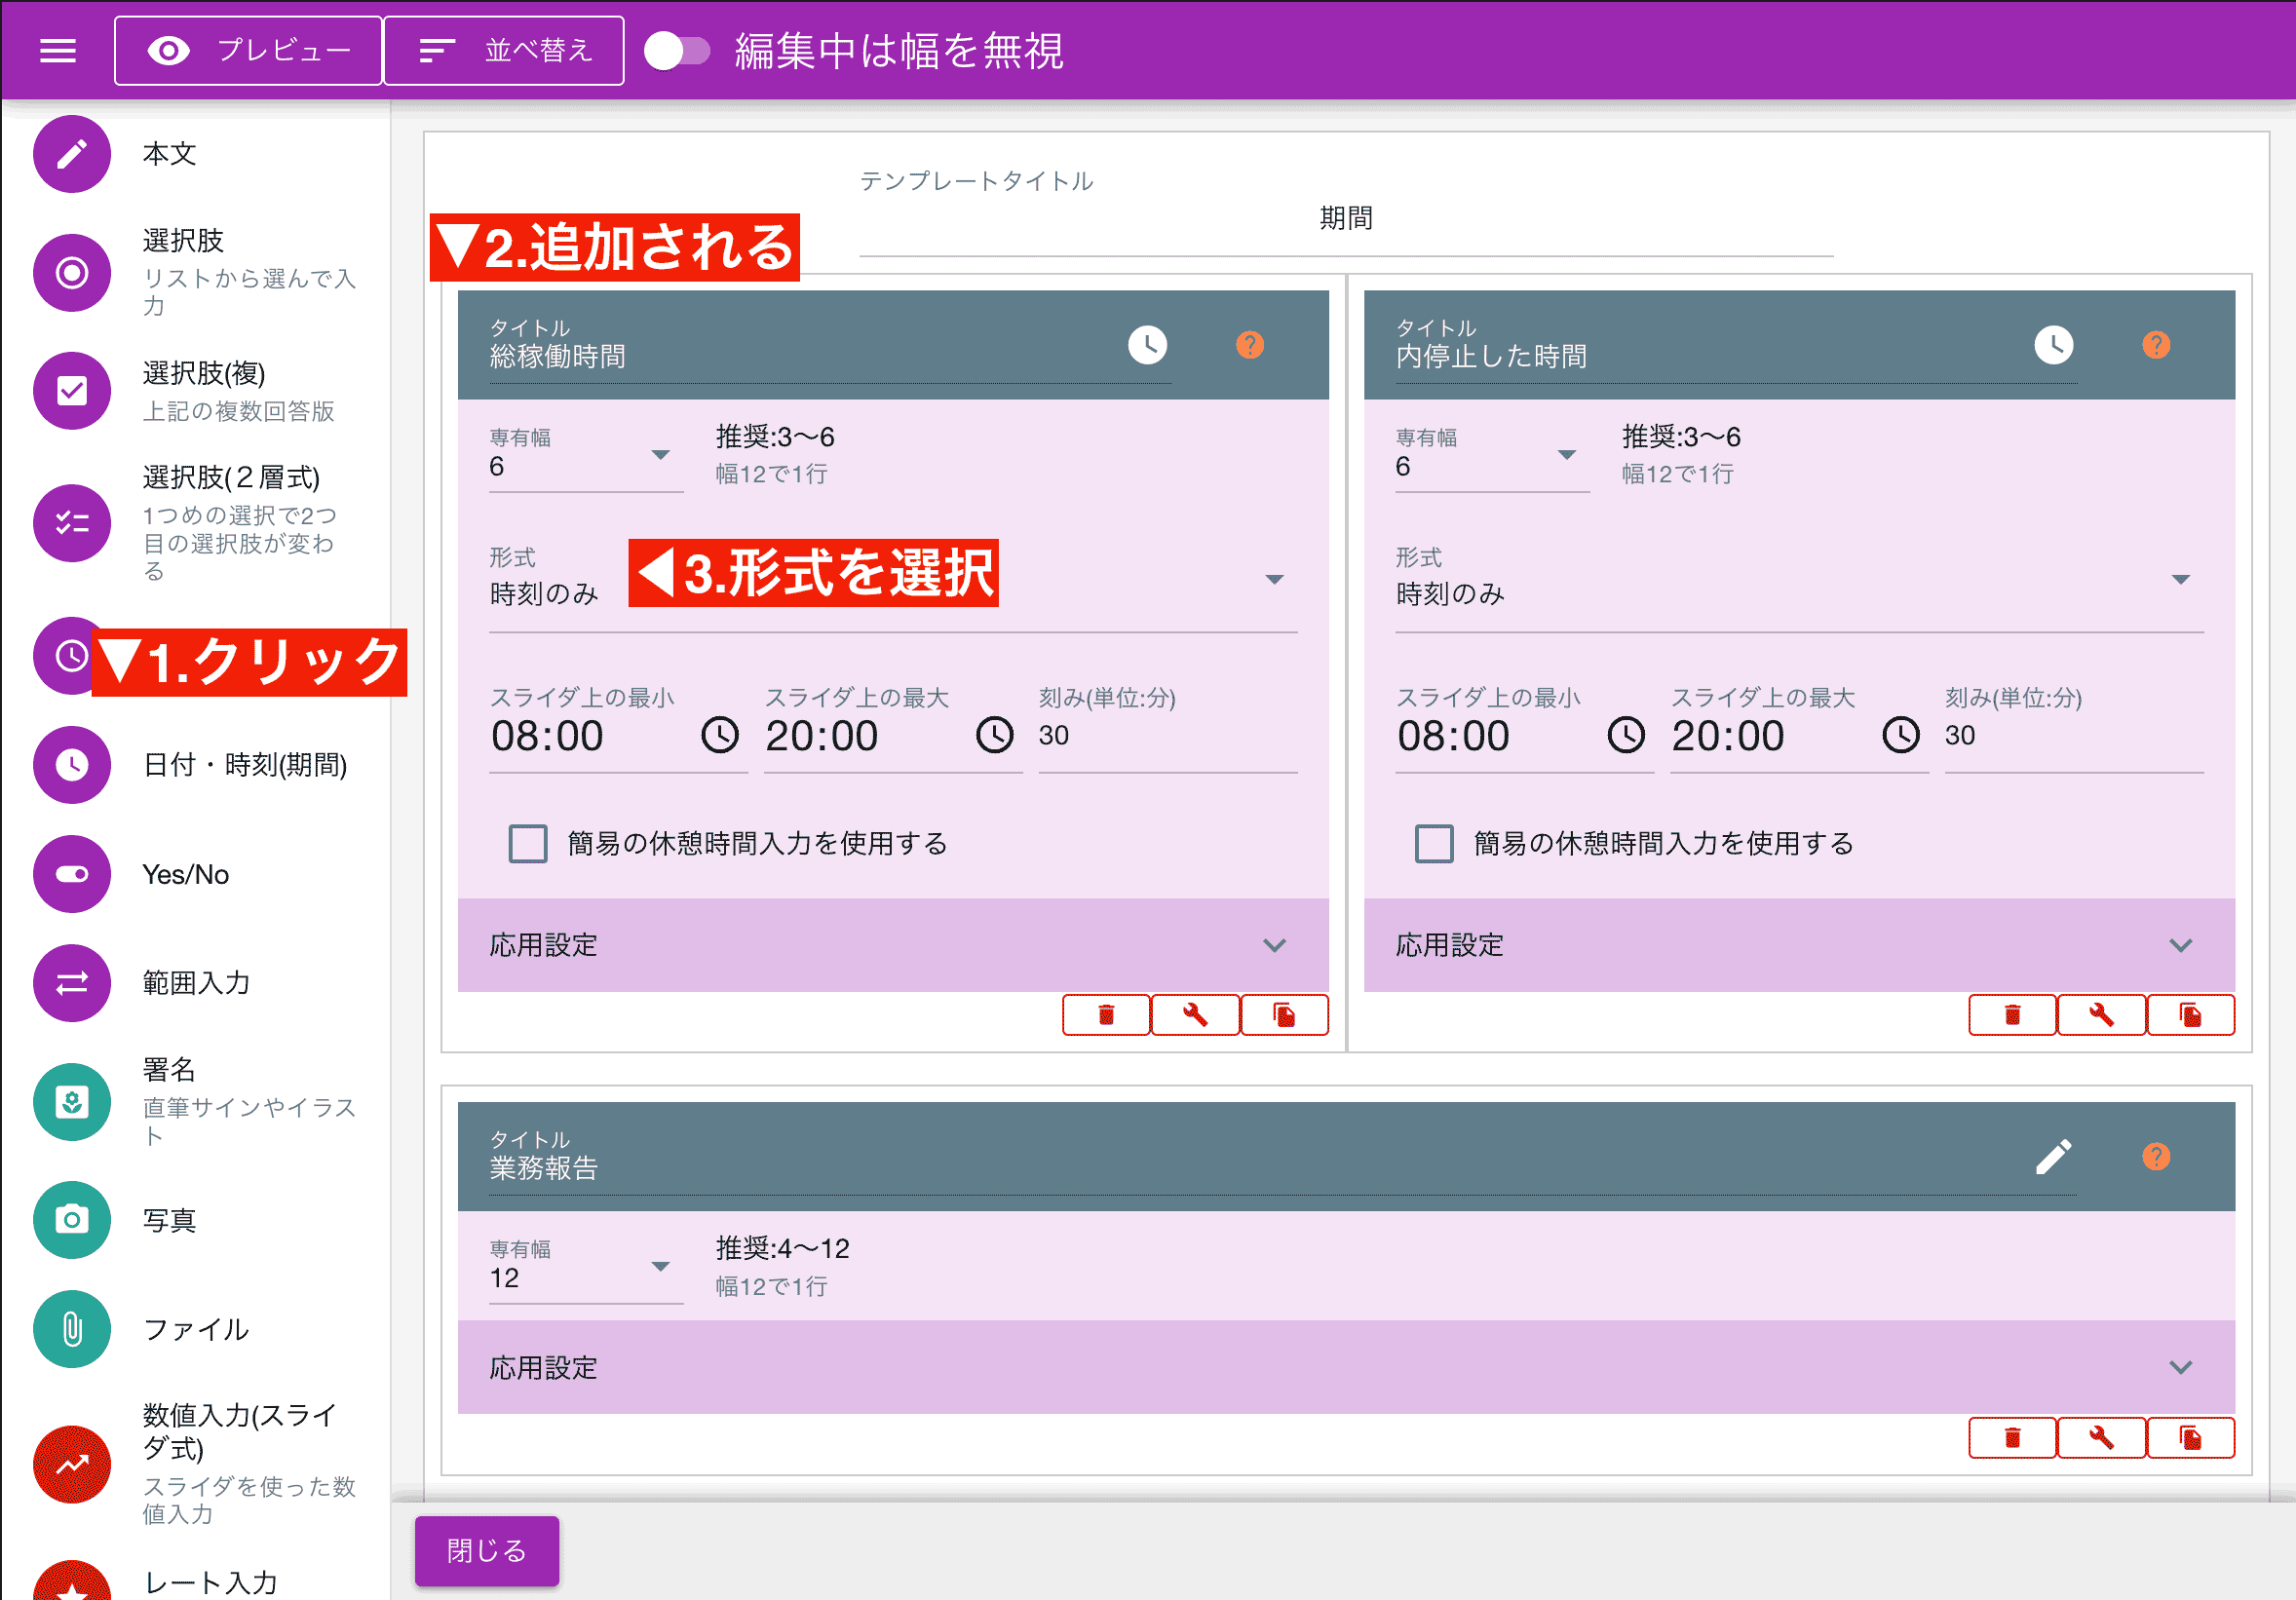 プレビュー
並べ替え
編集中は幅を無視
本文
選択肢
リストから選んで入
力
選択肢(複)
上記の複数回答版
選択肢(２層式)
1つめの選択で2つ
目の選択肢が変わ
る
▼1.クリック
日付・時刻(期間)
Yes/No
範囲入力
署名
直筆サインやイラス
ト
写真
ファイル
数値入力(スライ
ダ式)
スライダを使った数
値入力
レート入力
テンプレートタイトル
期間
▼2.追加される
タイトル
総稼働時間
専有幅
6
推奨:3〜6
幅12で1行
形式
時刻のみ
◀3.形式を選択
スライダ上の最小
08:00
スライダ上の最大
20:00
刻み(単位:分)
30
簡易の休憩時間入力を使用する
応用設定
タイトル
内停止した時間
専有幅
6
推奨:3〜6
幅12で1行
形式
時刻のみ
スライダ上の最小
08:00
スライダ上の最大
20:00
刻み(単位:分)
30
簡易の休憩時間入力を使用する
応用設定
タイトル
業務報告
専有幅
12
推奨:4〜12
幅12で1行
応用設定
閉じる